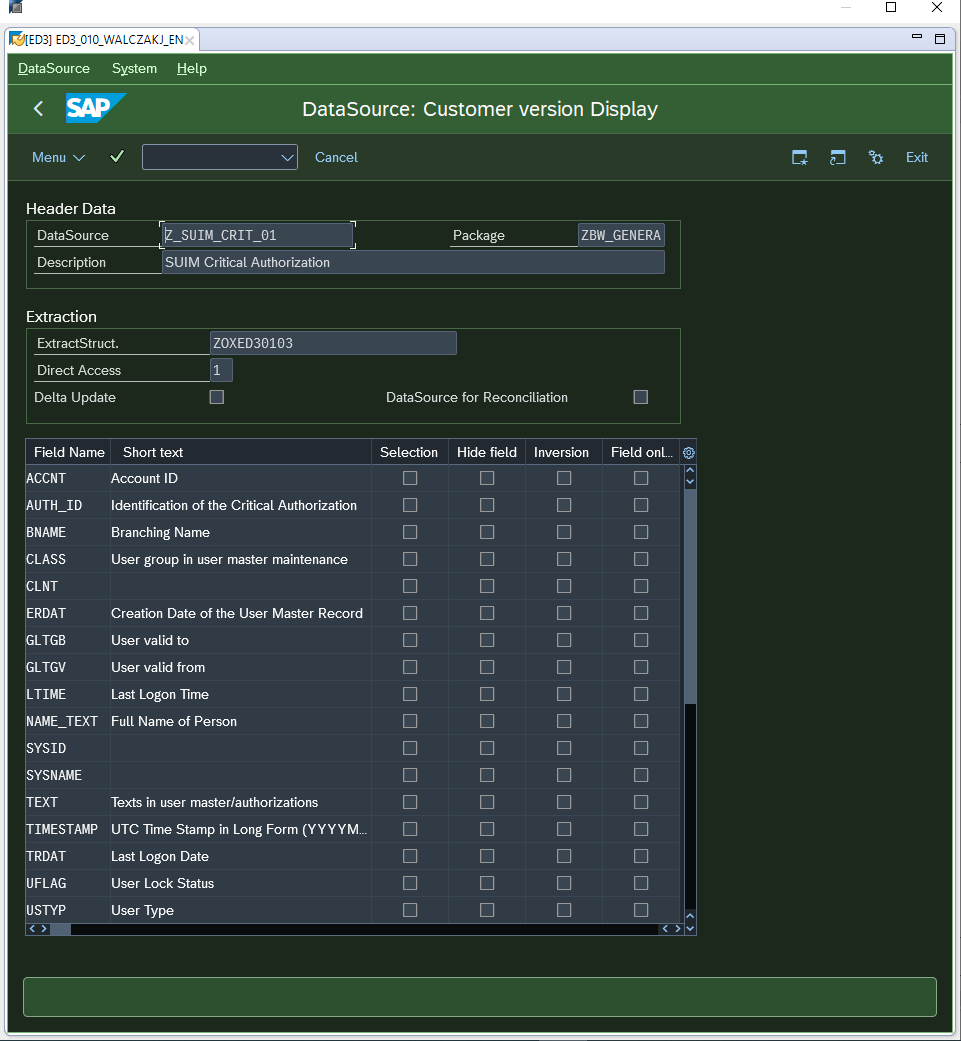 [ED3] ED3_010_WALCZAKJ_EN
DataSource System Help
SAP DataSource: Customer version Display
Menu Cancel Exit
Header Data
DataSource Z_SUIM_CRIT_01 Package ZBW_GENERA
Description SUIM Critical Authorization
Extraction
ExtractStruct. ZOXED30103
Direct Access 1
Delta Update DataSource for Reconciliation
Field Name Short text Selection Hide field Inversion Field onl...
ACCNT Account ID
AUTH_ID Identification of the Critical Authorization
BNAME Branching Name
CLASS User group in user master maintenance
CLNT
ERDAT Creation Date of the User Master Record
GLTGB User valid to
GLTGV User valid from
LTIME Last Logon Time
NAME_TEXT Full Name of Person
SYSID
SYSNAME
TEXT Texts in user master/authorizations
TIMESTAMP UTC Time Stamp in Long Form (YYYYM...
TRDAT Last Logon Date
UFLAG User Lock Status
USTYP User Type